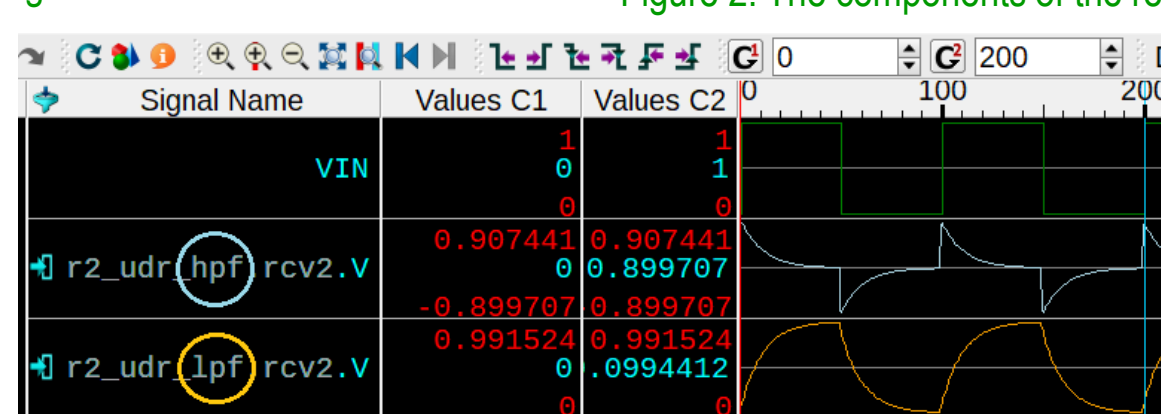 Figure 2. The components of the
0 200
Signal Name Values C1 Values C2 0 100 200
1 1
VIN 0 1
0 0
0.907441 0.907441
r2_udr_hpf_rcv2.V 0 0.899707
-0.899707 0.899707
0.991524 0.991524
r2_udr_lpf_rcv2.V 0 .0994412
0 0